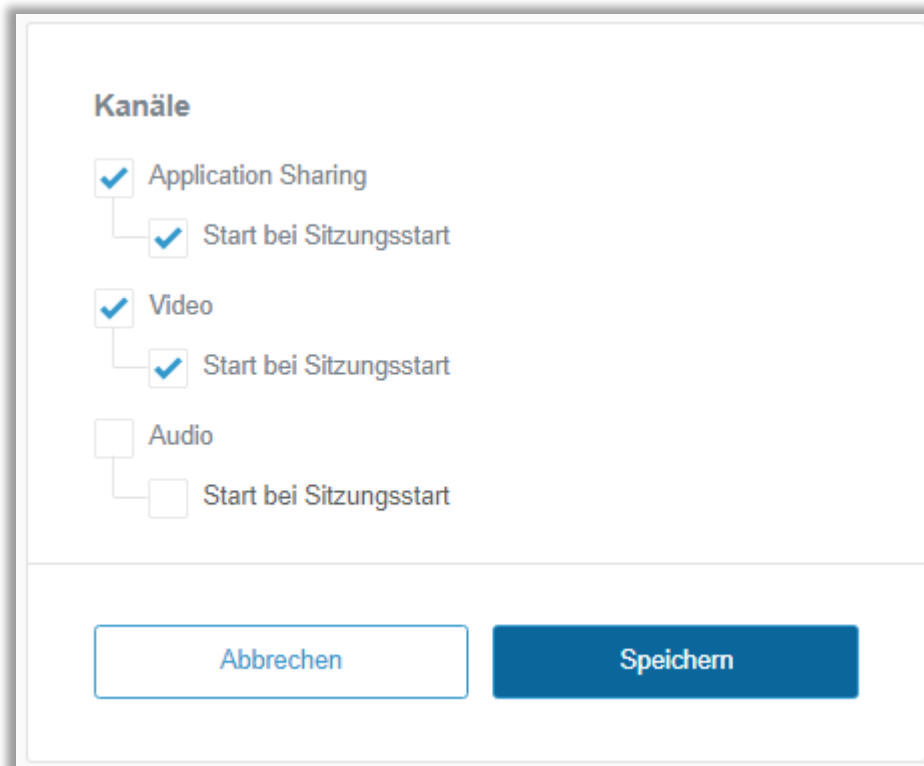 Kanäle
Application Sharing
Start bei Sitzungsstart
Video
Start bei Sitzungsstart
Audio
Start bei Sitzungsstart
Abbrechen Speichern